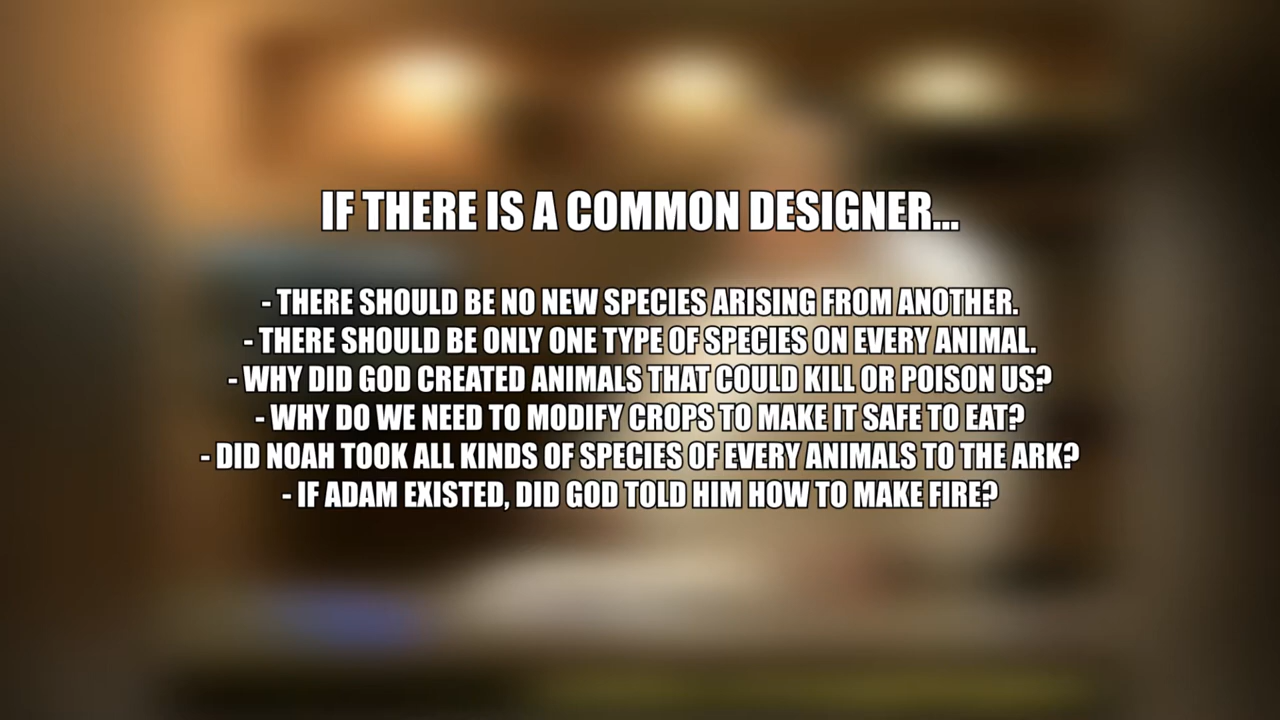 IF THERE IS A COMMON DESIGNER...
- THERE SHOULD BE NO NEW SPECIES ARISING FROM ANOTHER.
- THERE SHOULD BE ONLY ONE TYPE OF SPECIES ON EVERY ANIMAL.
- WHY DID GOD CREATED ANIMALS THAT COULD KILL OR POISON US?
- WHY DO WE NEED TO MODIFY CROPS TO MAKE IT SAFE TO EAT?
- DID NOAH TOOK ALL KINDS OF SPECIES OF EVERY ANIMALS TO THE ARK?
- IF ADAM EXISTED, DID GOD TOLD HIM HOW TO MAKE FIRE?